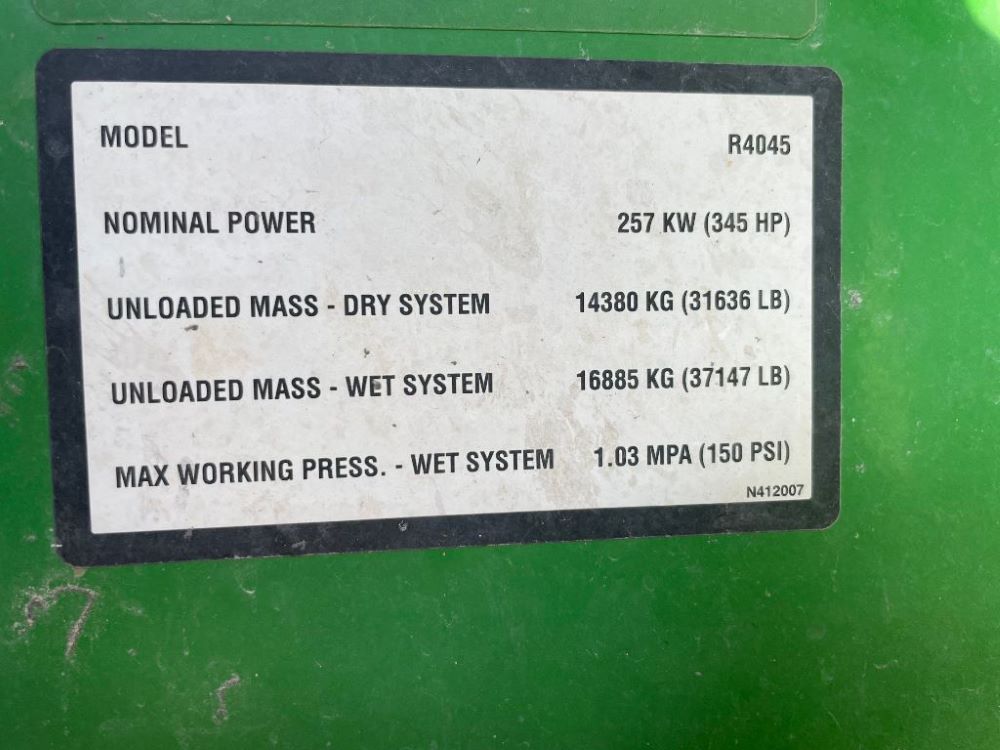 MODEL R4045
NOMINAL POWER 257 KW (345 HP)
UNLOADED MASS - DRY SYSTEM 14380 KG (31636 LB)
UNLOADED MASS - WET SYSTEM 16885 KG (37147 LB)
MAX WORKING PRESS. - WET SYSTEM 1.03 MPA (150 PSI)
N412007